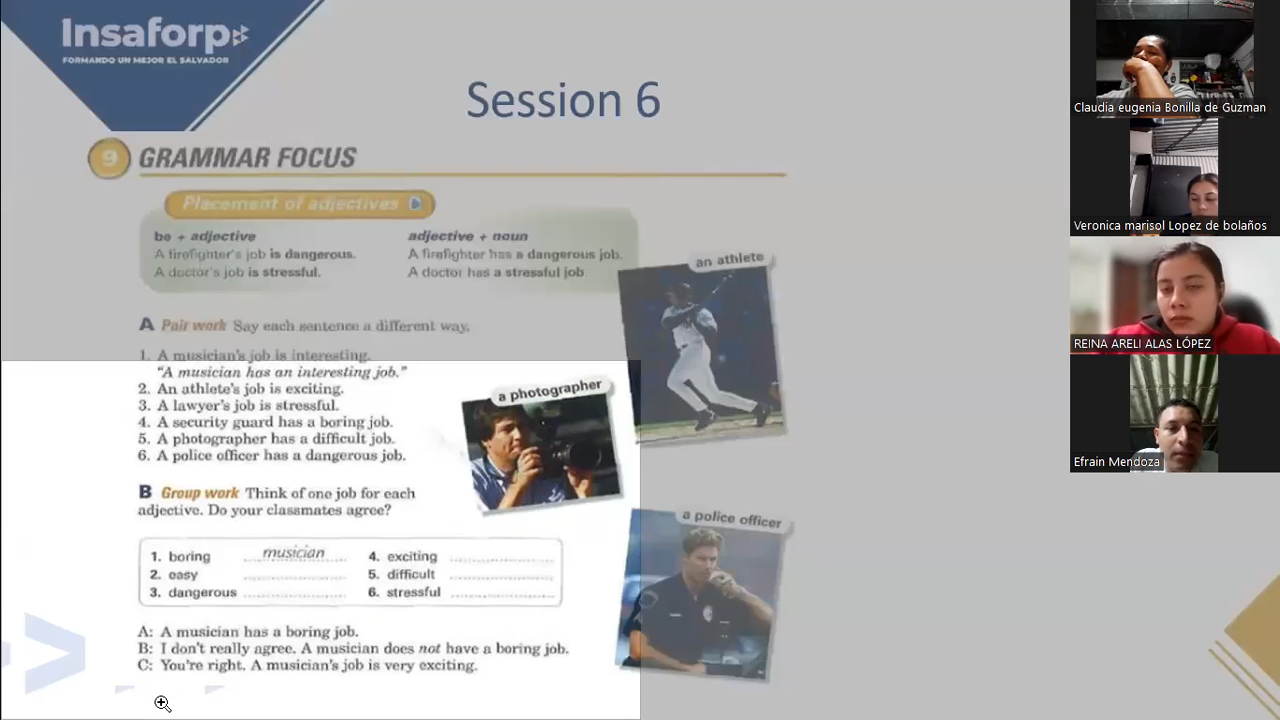 Insaforp
FORMANDO UN MEJOR EL SALVADOR
Session 6
9 GRAMMAR FOCUS
Placement of adjectives
be + adjective
A firefighter's job is dangerous.
A doctor's job is stressful.
adjective + noun
A firefighter has a dangerous job.
A doctor has a stressful job
an athlete
A Pair work Say each sentence a different way.
1. A musician's job is interesting.
"A musician has an interesting job."
2. An athlete's job is exciting.
3. A lawyer's job is stressful.
4. A security guard has a boring job.
5. A photographer has a difficult job.
6. A police officer has a dangerous job.
a photographer
B Group work Think of one job for each
adjective. Do your classmates agree?
a police officer
1. boring musician 4. exciting
2. easy 5. difficult
3. dangerous 6. stressful
A: A musician has a boring job.
B: I don't really agree. A musician does not have a boring job.
C: You're right. A musician's job is very exciting.
Claudia eugenia Bonilla de Guzman
Veronica marisol Lopez de bolaños
REINA ARELI ALAS LÓPEZ
Efrain Mendoza